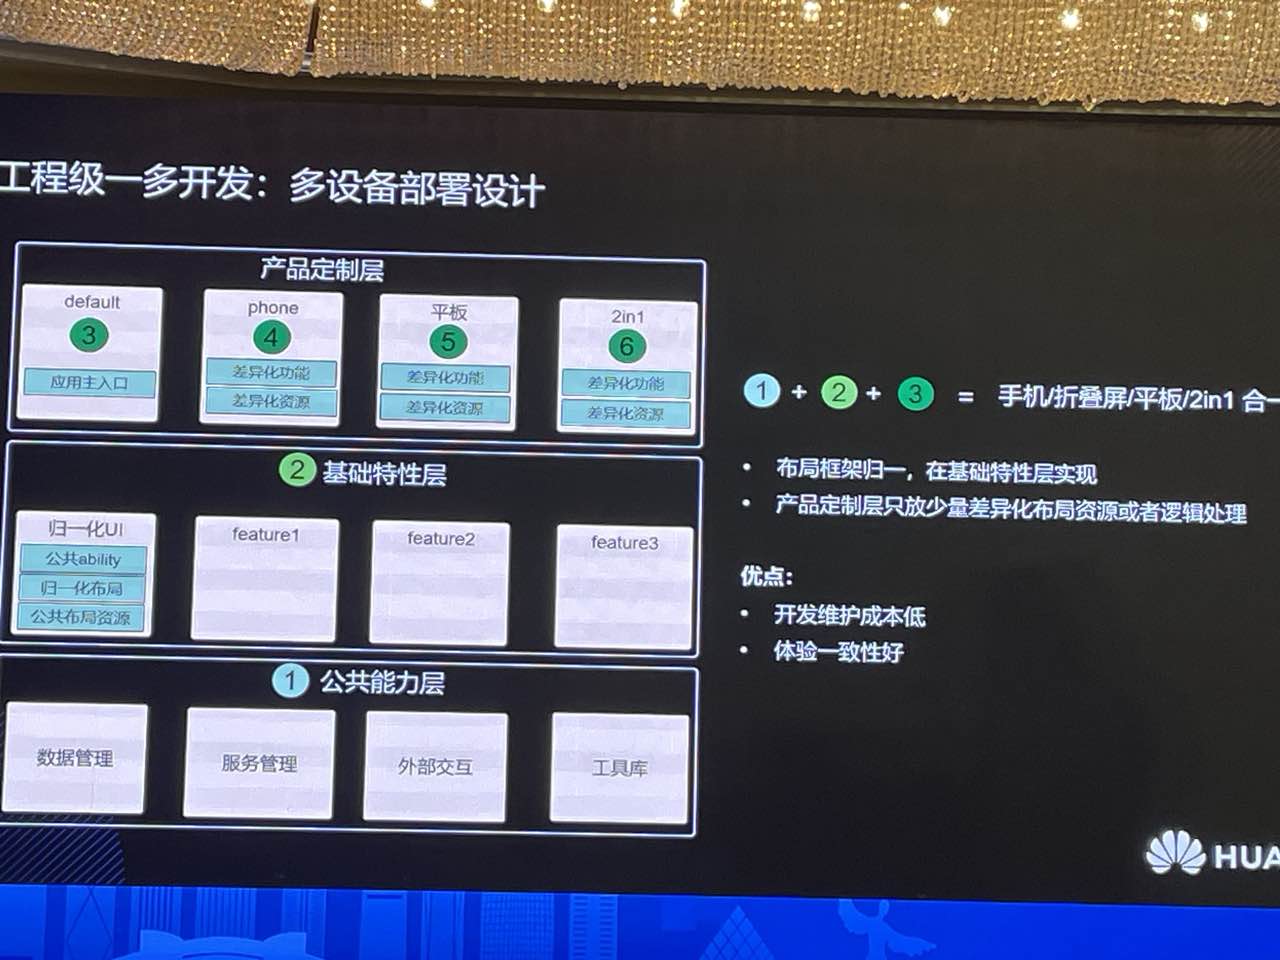 工程级一多开发：多设备部署设计
产品定制层
default
3
应用主入口
phone
4
差异化功能
差异化资源
平板
5
差异化功能
差异化资源
2in1
6
差异化功能
差异化资源
2 基础特性层
归一化UI
公共ability
归一化布局
公共布局资源
feature1
feature2
feature3
1 公共能力层
数据管理
服务管理
外部交互
工具库
1 + 2 + 3 = 手机/折叠屏/平板/2in1 合一
• 布局框架归一，在基础特性层实现
• 产品定制层只放少量差异化布局资源或者逻辑处理
优点：
• 开发维护成本低
• 体验一致性好
HUA